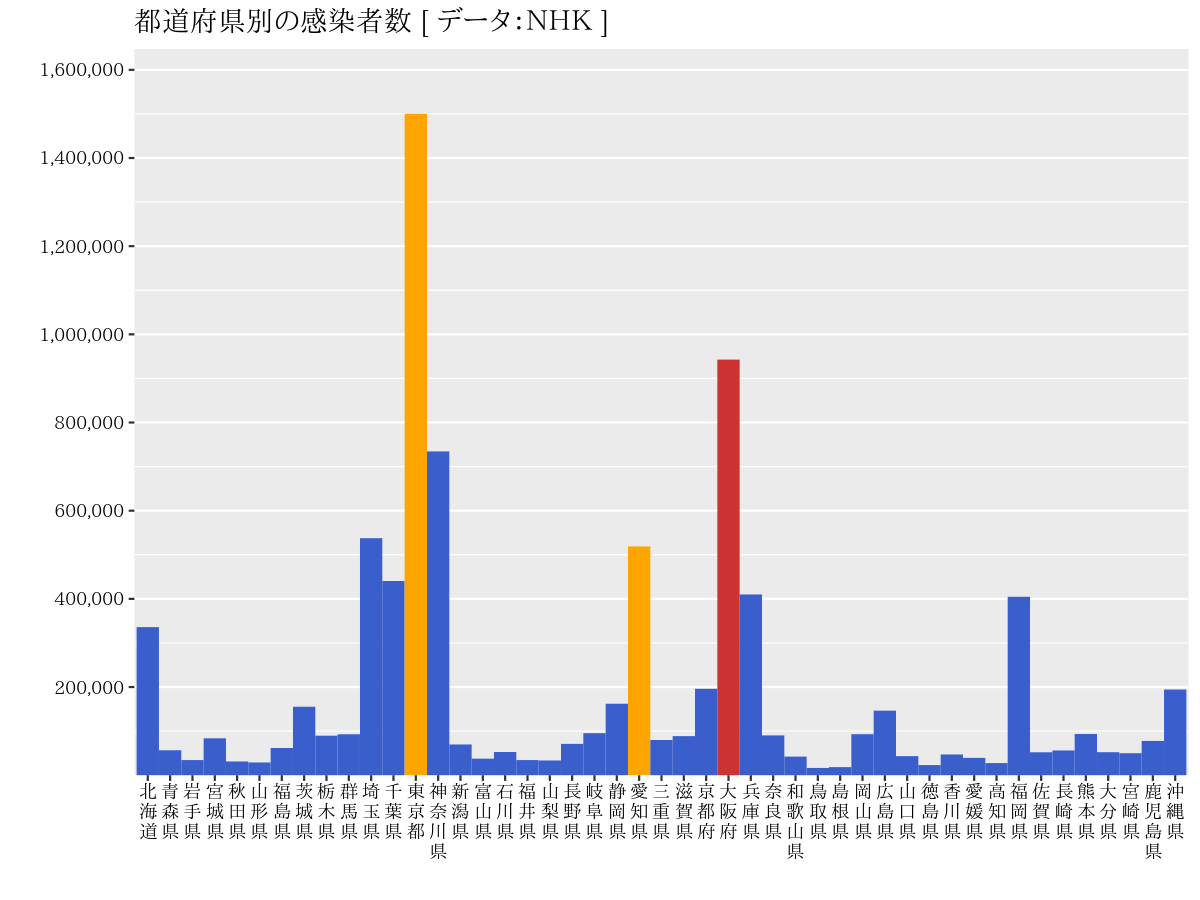 都道府県別の感染者数 [ データ:NHK ]
1,600,000
1,400,000
1,200,000
1,000,000
800,000
600,000
400,000
200,000
北海道
青森県
岩手県
宮城県
秋田県
山形県
福島県
茨城県
栃木県
群馬県
埼玉県
千葉県
東京都
神奈川県
新潟県
富山県
石川県
福井県
山梨県
長野県
岐阜県
静岡県
愛知県
三重県
滋賀県
京都府
大阪府
兵庫県
奈良県
和歌山県
鳥取県
島根県
岡山県
広島県
山口県
徳島県
香川県
愛媛県
高知県
福岡県
佐賀県
長崎県
熊本県
大分県
宮崎県
鹿児島県
沖縄県